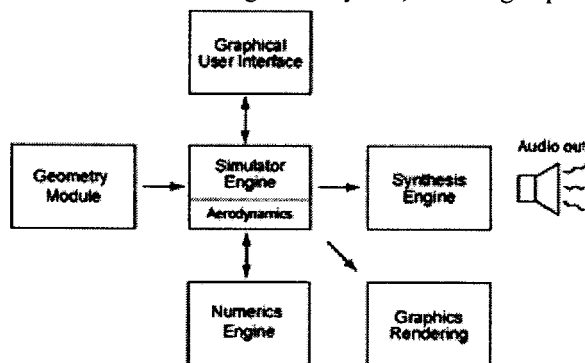 Graphical
User Interface
Geometry
Module
Simulator
Engine
Aerodynamics
Synthesis
Engine
Audio out
Numerics
Engine
Graphics
Rendering